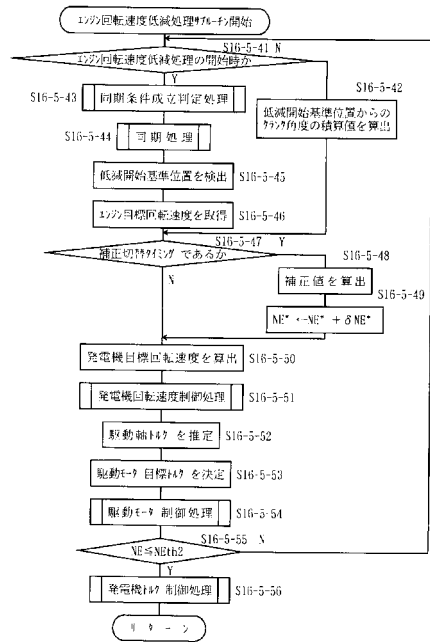 エンジン回転速度低減処理サブルーチン開始
S16-5-41 N
エンジン回転速度低減処理の開始時か
Y
S16-5-42
S16-5-43 同期条件成立判定処理
低減開始基準位置からの
クランク角度の積算値を算出
S16-5-44 同期処理
低減開始基準位置を検出 S16-5-45
エンジン目標回転速度を取得 S16-5-46
S16-5-47 Y
補正切替タイミング であるか
S16-5-48
N
補正値を算出
S16-5-49
NE* ←NE* + δNE*
発電機目標回転速度を算出 S16-5-50
発電機回転速度制御処理 S16-5-51
駆動軸トルク を推定 S16-5-52
駆動モータ 目標トルク を決定 S16-5-53
駆動モータ 制御処理 S16-5-54
S16-5-55 N
NE≦NEth2
Y
発電機トルク 制御処理 S16-5-56
リターン